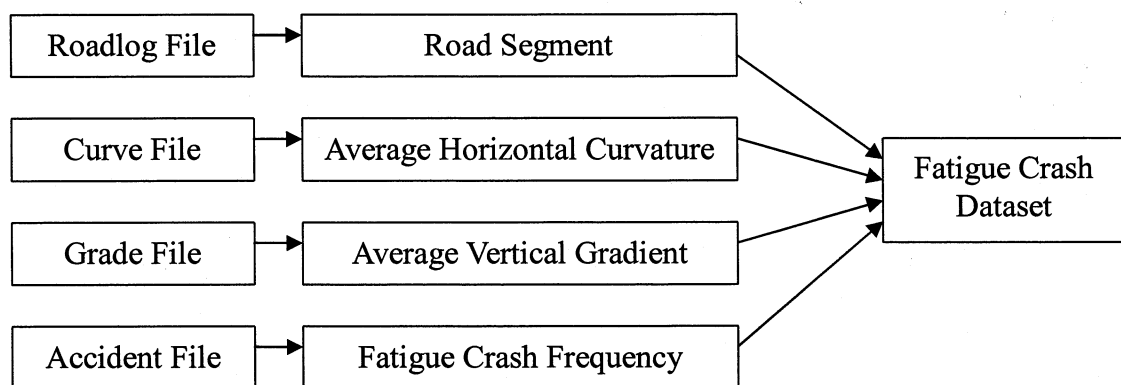 Roadlog File
Road Segment
Curve File
Average Horizontal Curvature
Fatigue Crash
Dataset
Grade File
Average Vertical Gradient
Accident File
Fatigue Crash Frequency